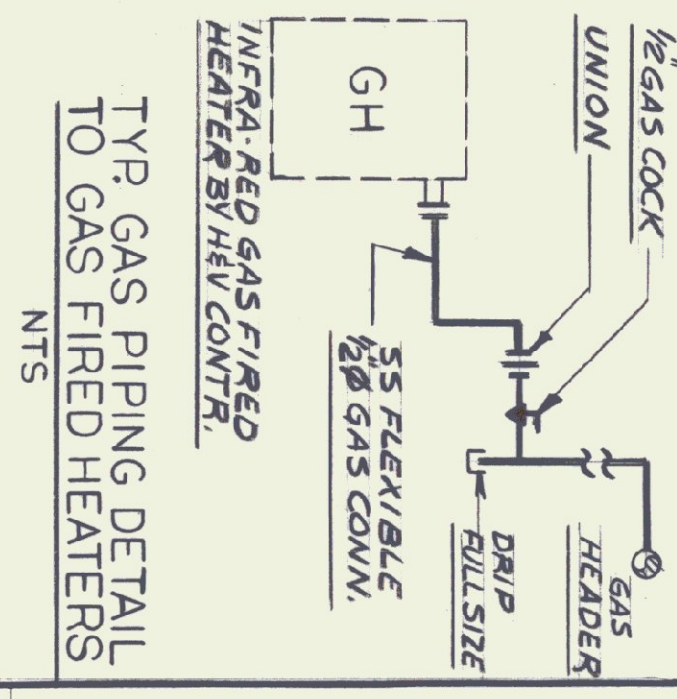 1/2" GAS COCK
UNION
GAS
HEADER
DRIP
FULL SIZE
GH
SS FLEXIBLE
1/2"Ø GAS CONN.
INFRA-RED GAS FIRED
HEATER BY H&V CONTR.
TYP. GAS PIPING DETAIL
TO GAS FIRED HEATERS
NTS